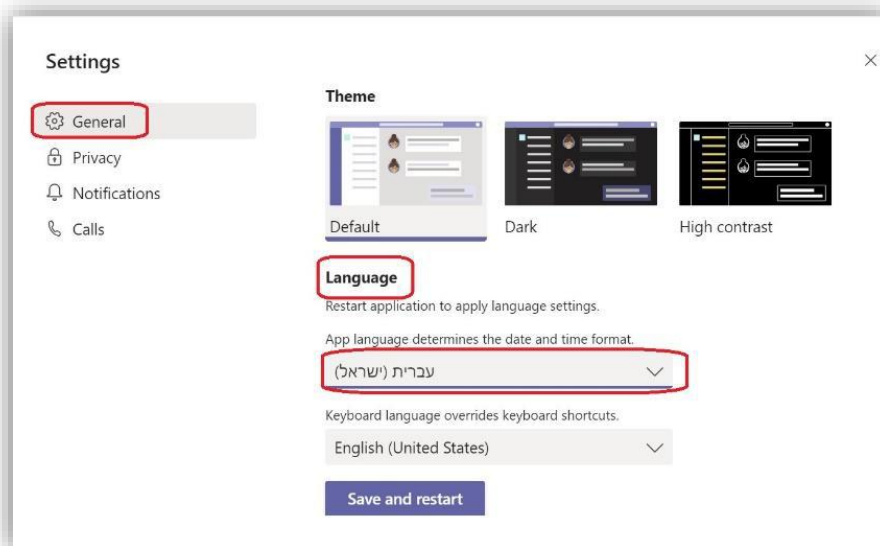 Settings
General
Privacy
Notifications
Calls
Theme
Default
Dark
High contrast
Language
Restart application to apply language settings.
App language determines the date and time format.
עברית (ישראל)
Keyboard language overrides keyboard shortcuts.
English (United States)
Save and restart